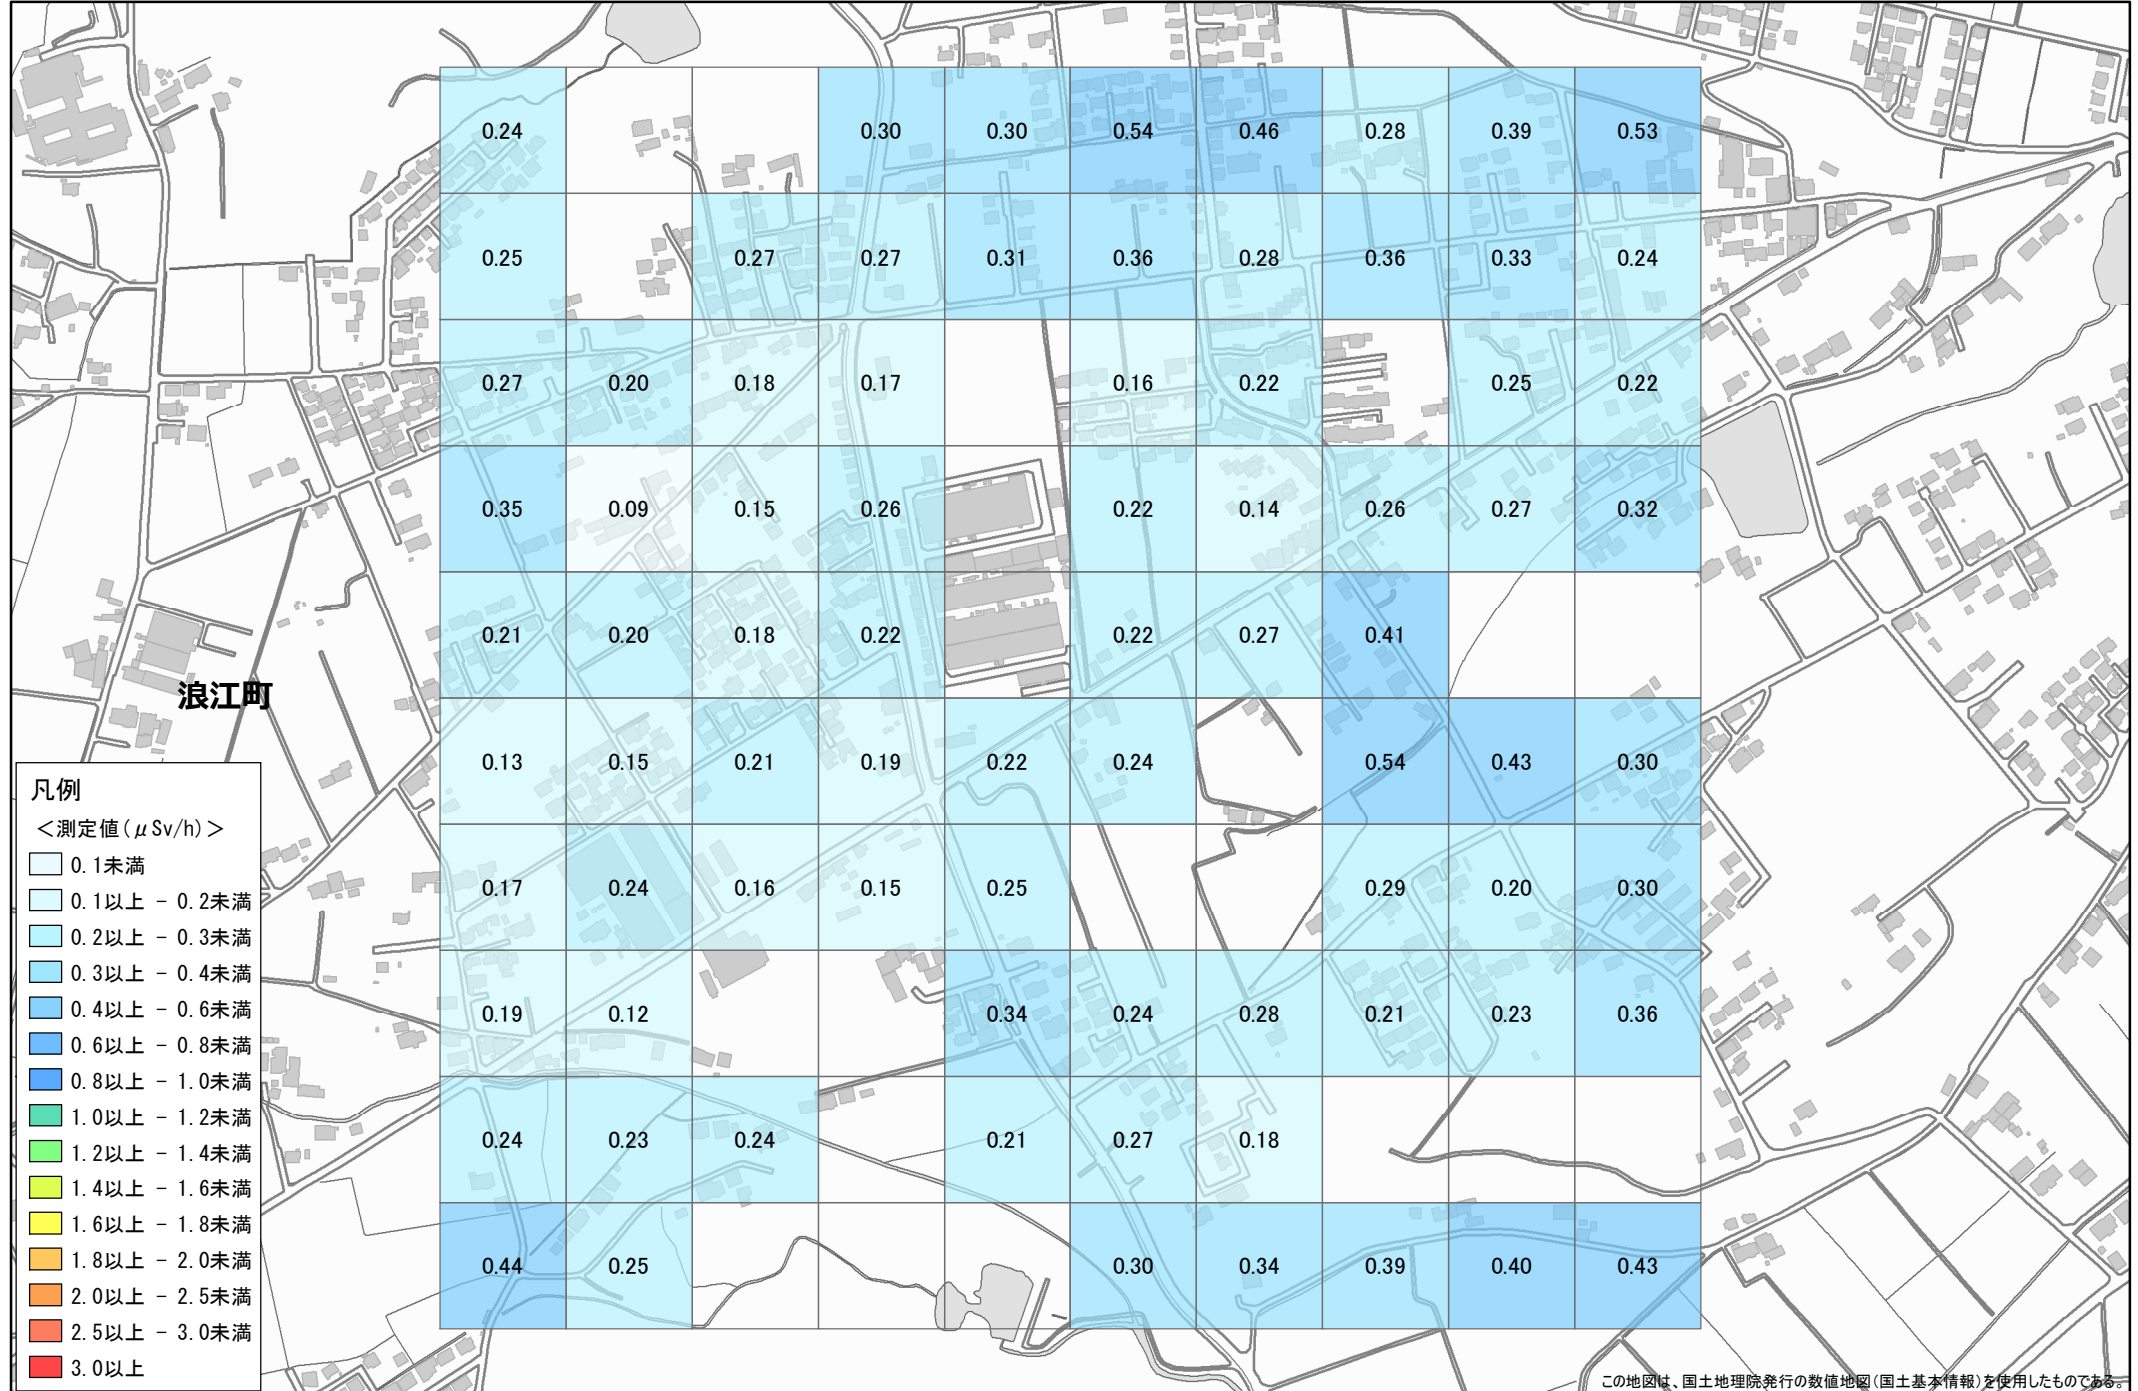 0.24 0.30 0.30 0.54 0.46 0.28 0.39 0.53
0.25 0.27 0.27 0.31 0.36 0.28 0.36 0.33 0.24
0.27 0.20 0.18 0.17 0.16 0.22 0.25 0.22
0.35 0.09 0.15 0.26 0.22 0.14 0.26 0.27 0.32
0.21 0.20 0.18 0.22 0.22 0.27 0.41
浪江町
0.13 0.15 0.21 0.19 0.22 0.24 0.54 0.43 0.30
0.17 0.24 0.16 0.15 0.25 0.29 0.20 0.30
0.19 0.12 0.34 0.24 0.28 0.21 0.23 0.36
0.24 0.23 0.24 0.21 0.27 0.18
0.44 0.25 0.30 0.34 0.39 0.40 0.43
凡例
＜測定値(μSv/h)＞
0.1未満
0.1以上 － 0.2未満
0.2以上 － 0.3未満
0.3以上 － 0.4未満
0.4以上 － 0.6未満
0.6以上 － 0.8未満
0.8以上 － 1.0未満
1.0以上 － 1.2未満
1.2以上 － 1.4未満
1.4以上 － 1.6未満
1.6以上 － 1.8未満
1.8以上 － 2.0未満
2.0以上 － 2.5未満
2.5以上 － 3.0未満
3.0以上
この地図は、国土地理院発行の数値地図(国土基本情報)を使用したものである。